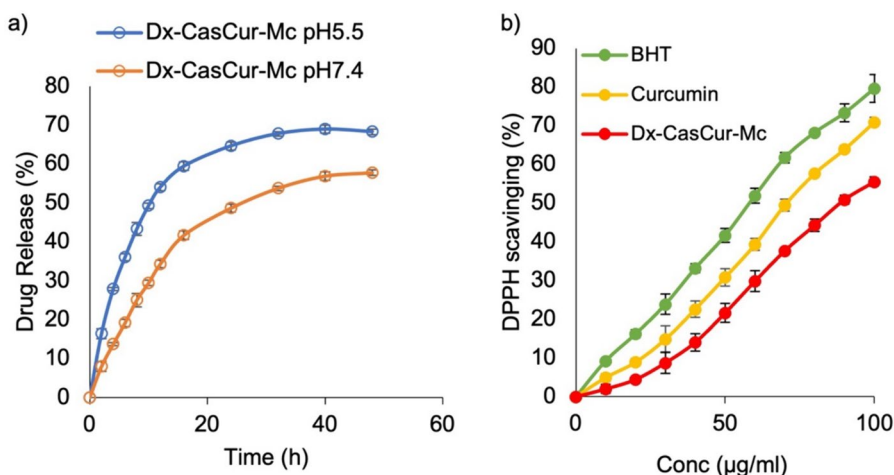 a)
Dx-CasCur-Mc pH5.5
Dx-CasCur-Mc pH7.4
80
70
60
50
40
30
20
10
0
Drug Release (%)
0 20 40 60
Time (h)
b)
BHT
Curcumin
Dx-CasCur-Mc
90
80
70
60
50
40
30
20
10
0
DPPH scavinging (%)
0 50 100
Conc (µg/ml)